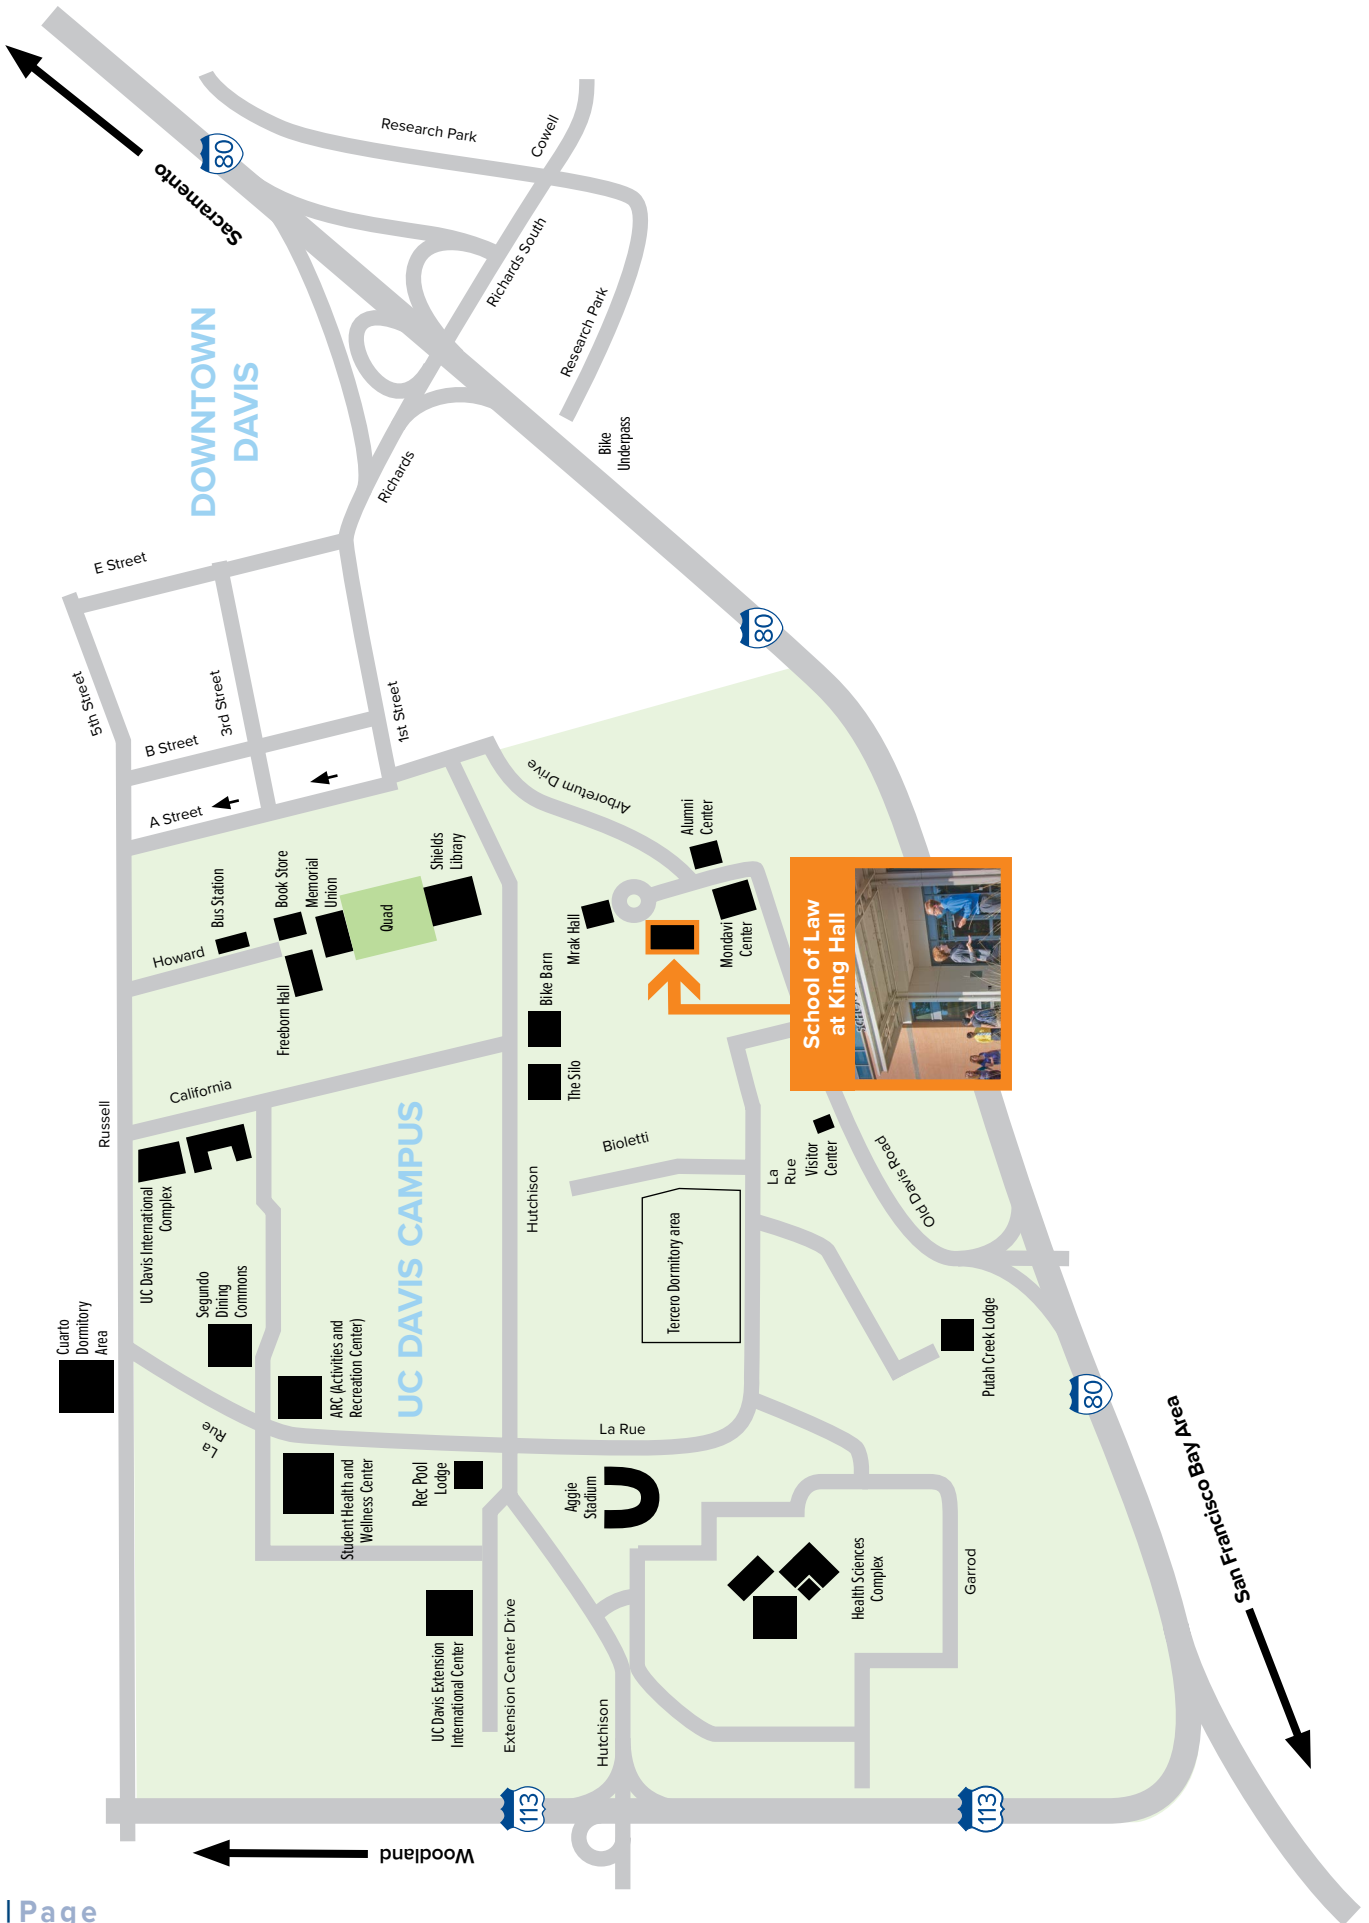 Sacramento
80
Research Park
Cowell
Richards South
Research Park
Bike
Underpass
DOWNTOWN
DAVIS
Richards
E Street
5th Street
3rd Street
B Street
1st Street
A Street
80
Arboretum Drive
Alumni
Center
Shields
Library
Book Store
Memorial
Union
Bus Station
Quad
Howard
Freeborn Hall
Mrak Hall
Mondavi
Center
Bike Barn
The Silo
School of Law
at King Hall
California
Russell
UC Davis International
Complex
Bioletti
Hutchison
La
Rue
Visitor
Center
Old Davis Road
UC DAVIS CAMPUS
Tercero Dormitory area
Segundo
Dining
Commons
Cuarto
Dormitory
Area
ARC (Activities and
Recreation Center)
Putah Creek Lodge
La
Rue
La Rue
80
San Francisco Bay Area
Student Health and
Wellness Center
Rec Pool
Lodge
Aggie
Stadium
Health Sciences
Complex
Garrod
UC Davis Extension
International Center
Extension Center Drive
Hutchison
113
113
Woodland
| Page